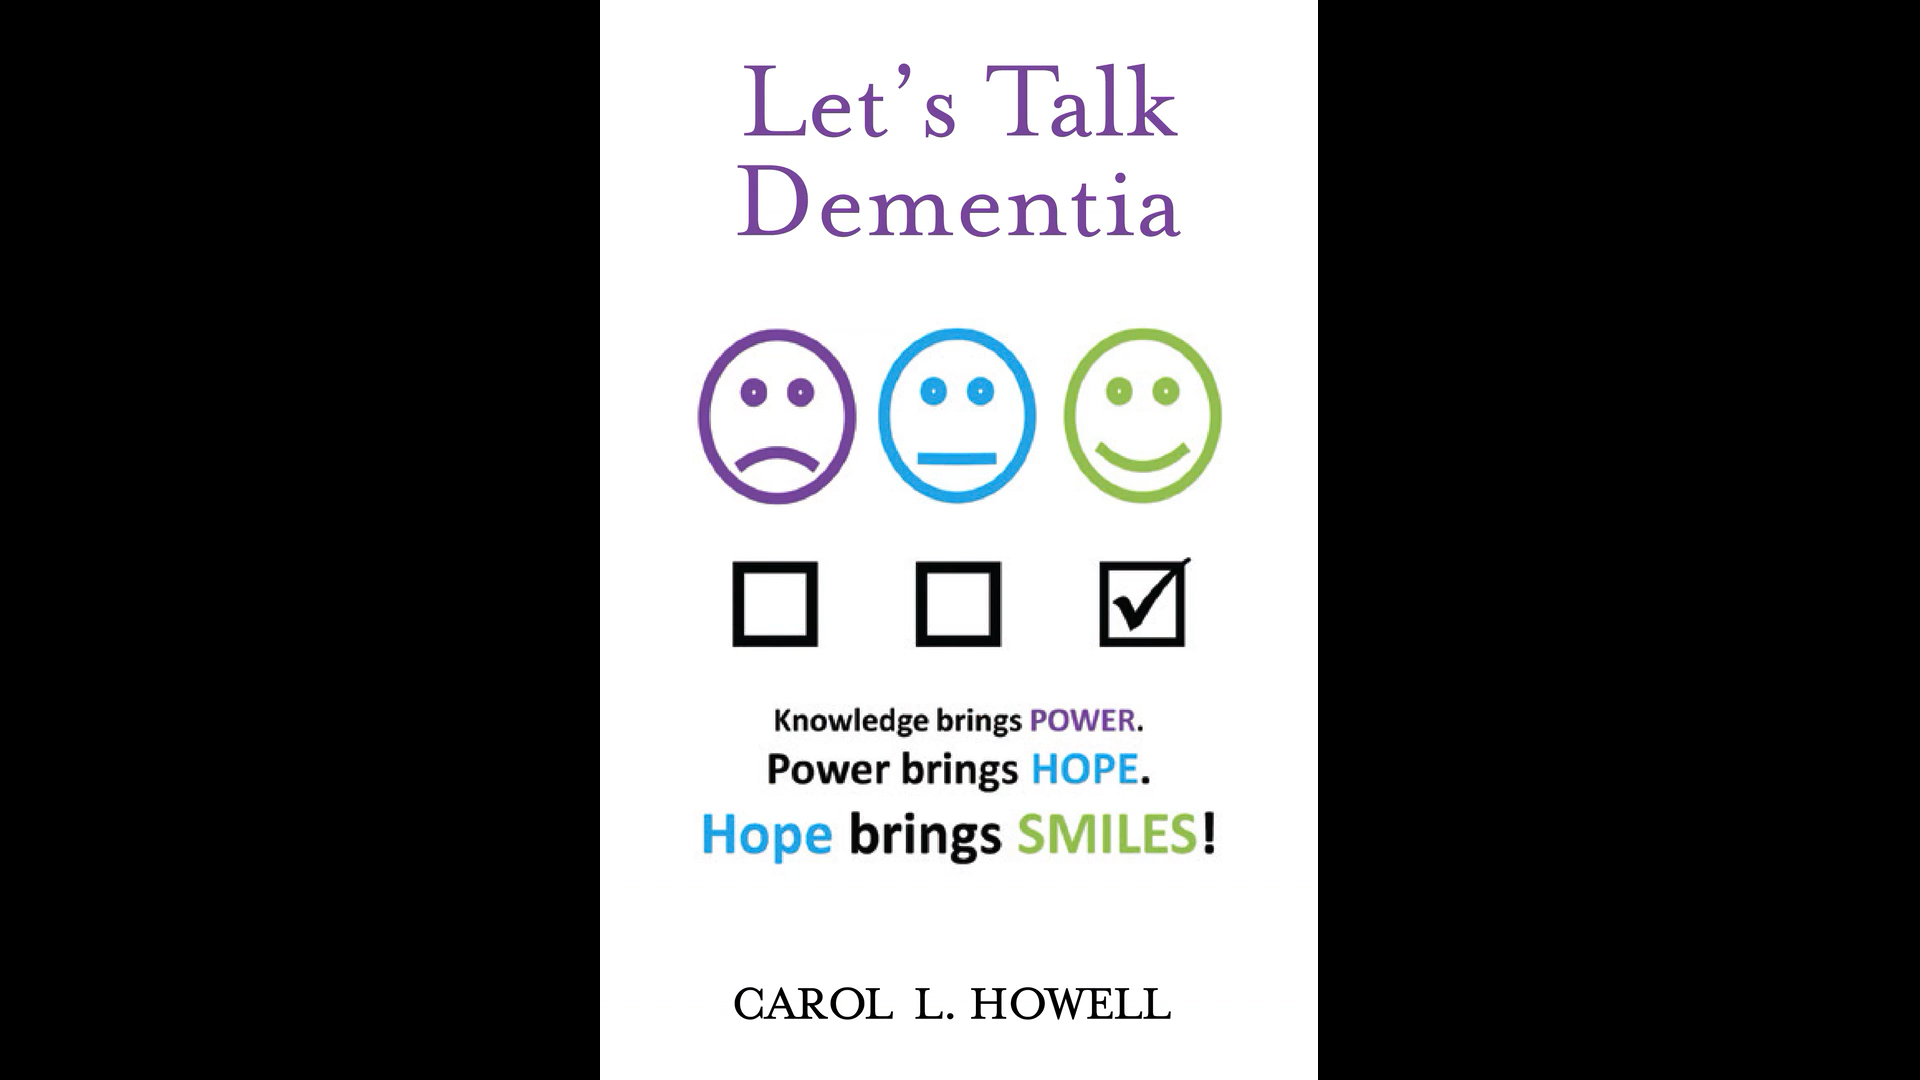 Let’s Talk
Dementia
Knowledge brings POWER.
Power brings HOPE.
Hope brings SMILES!
CAROL L. HOWELL